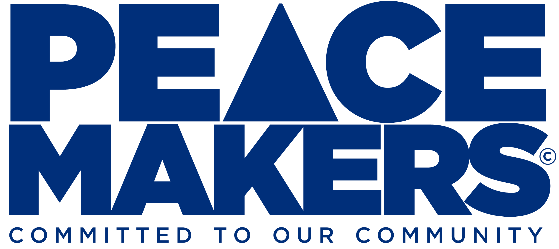 PEACE
MAKERS©
COMMITTED TO OUR COMMUNITY